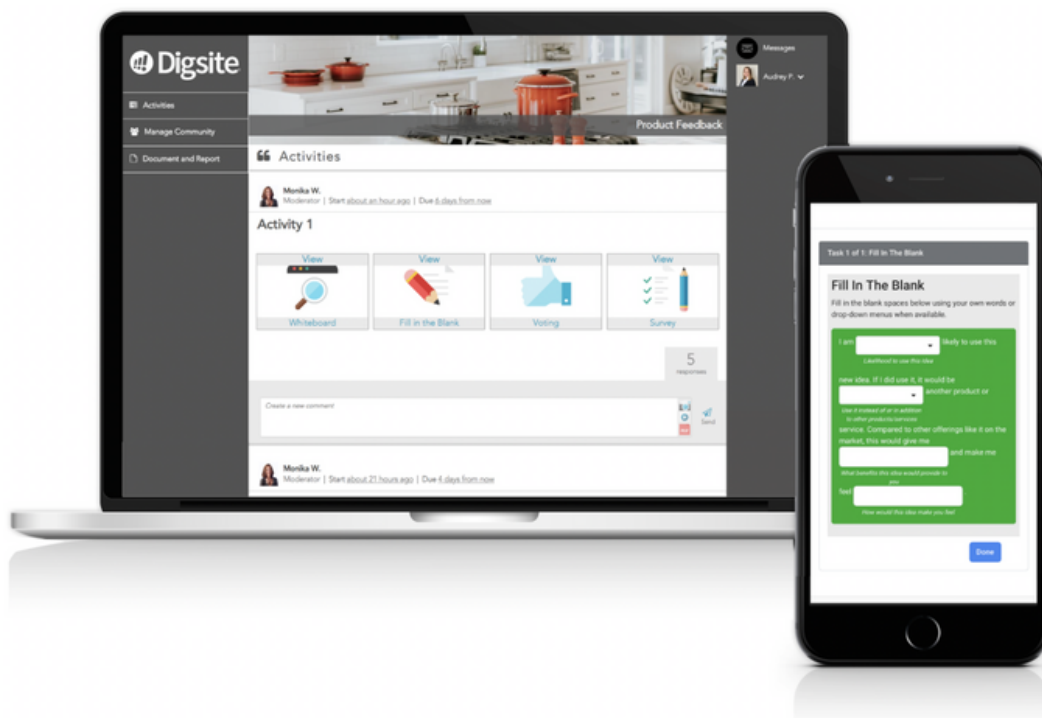 Digsite
Activities
Manage Community
Document and Report
Product Feedback
Messages
Audrey P.
Activities
Monika W.
Moderator | Start about an hour ago | Due 6 days from now
Activity 1
View
Whiteboard
View
Fill in the Blank
View
Voting
View
Survey
5
responses
Create a new comment
Send
Monika W.
Moderator | Start about 21 hours ago | Due 4 days from now
Task 1 of 1: Fill In The Blank
Fill In The Blank
Fill in the blank spaces below using your own words or
drop-down menus when available.
I am likely to use this
Likelihood to use this idea
new idea. If I did use it, it would be
another product or
Use it instead of or in addition
to other products/services
service. Compared to other offerings like it on the
market, this would give me
and make me
What benefits this idea would provide to
you
feel
How would this idea make you feel
Done